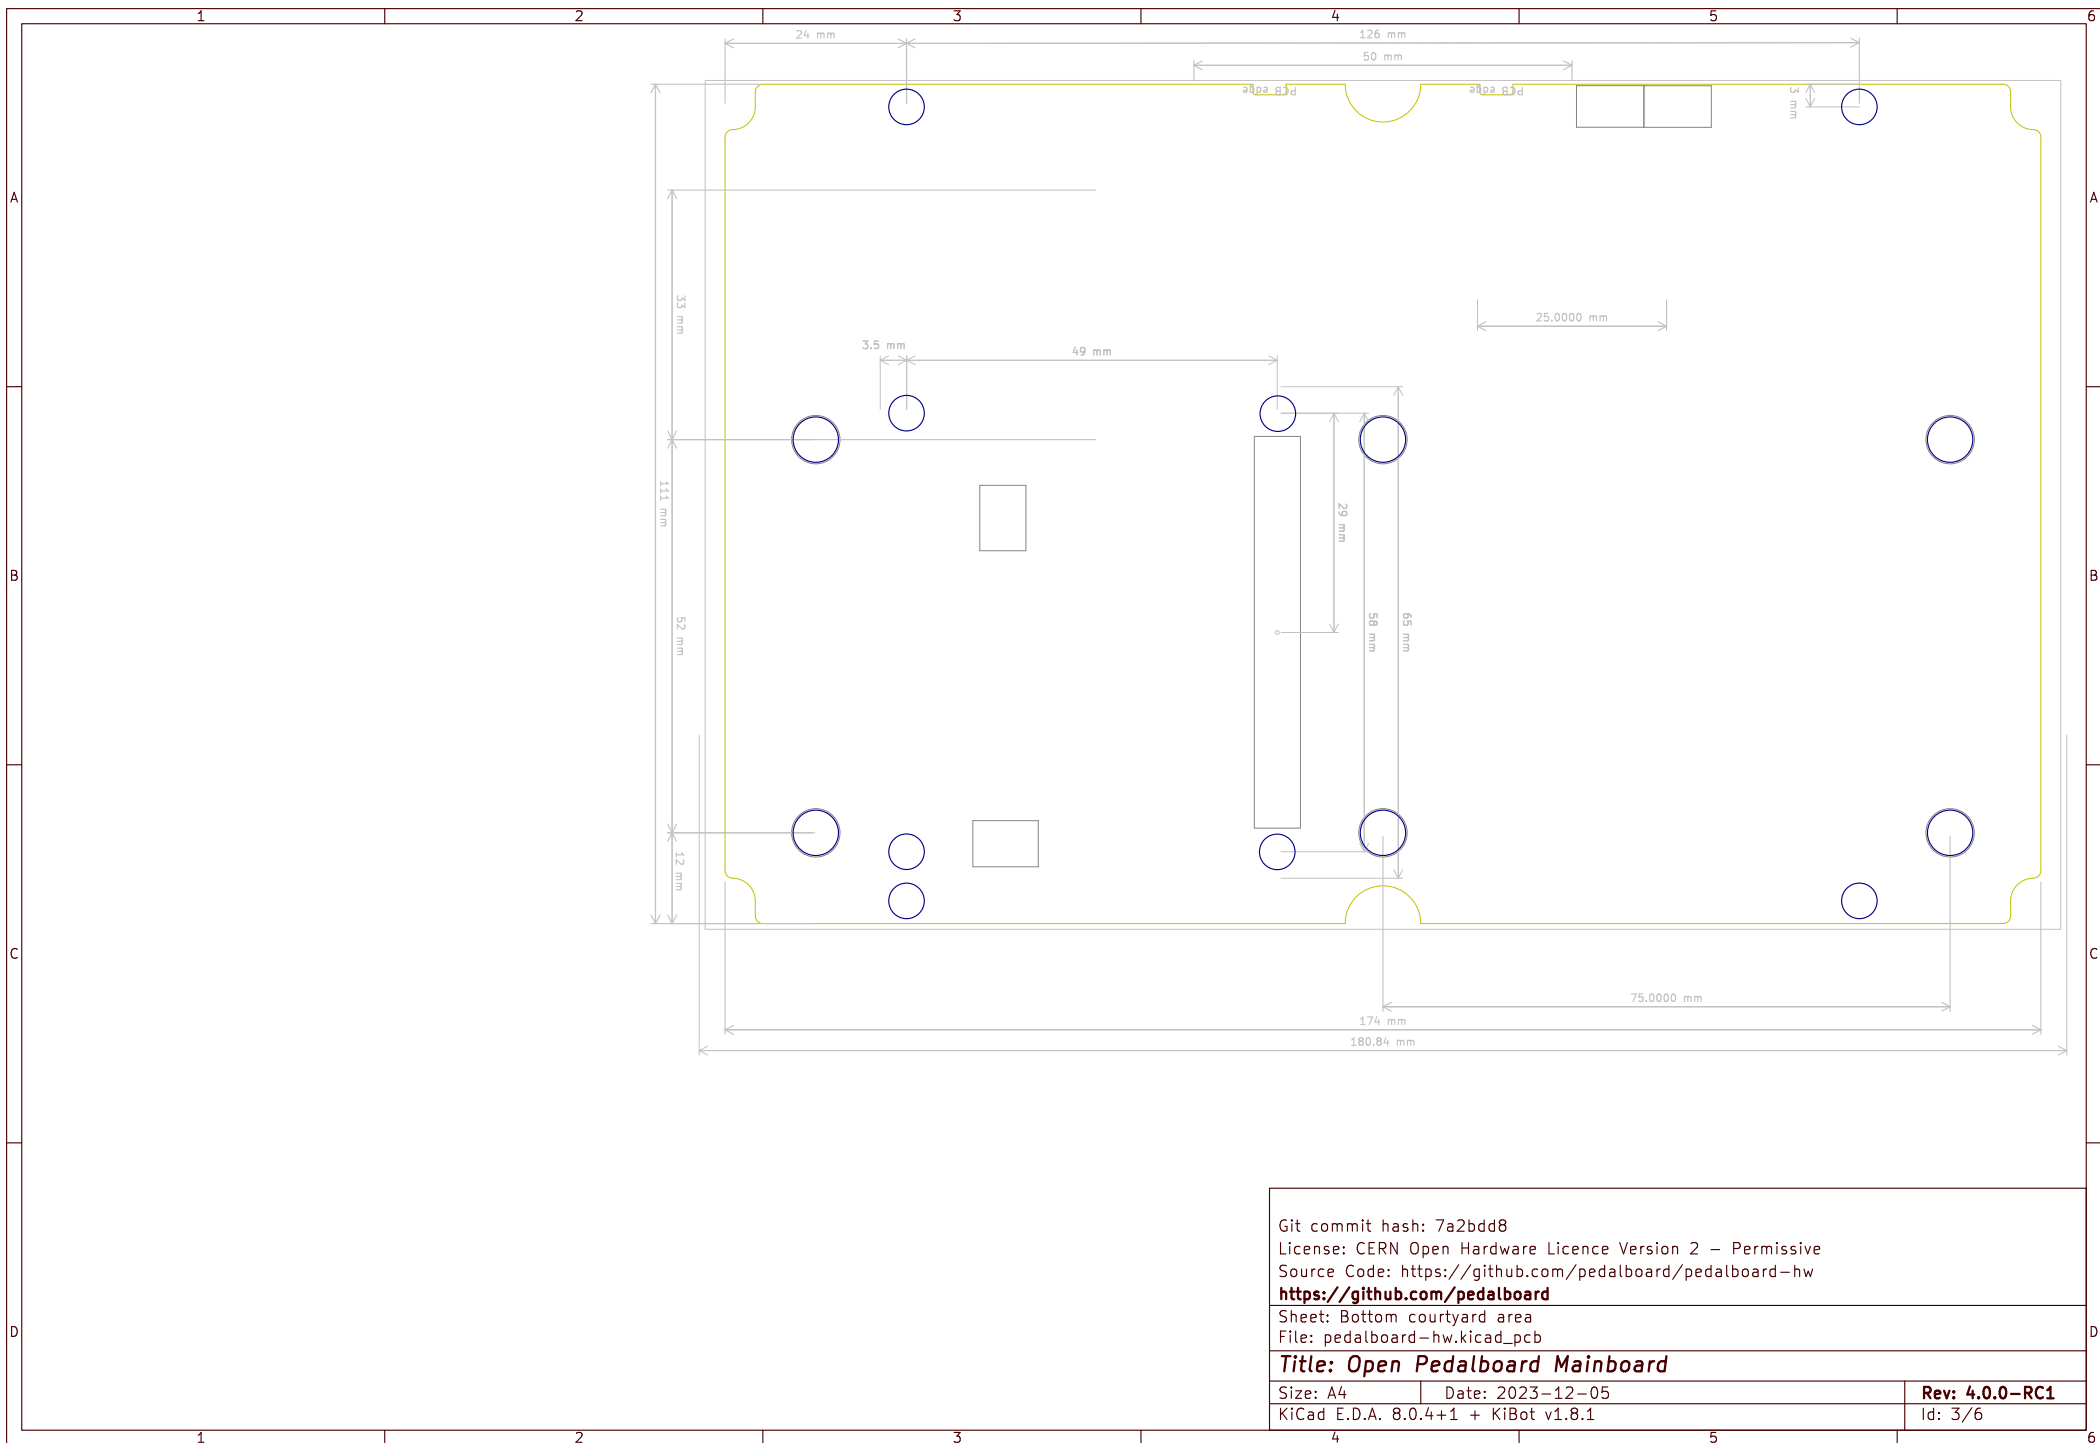 1 2 3 4 5 6
24 mm
126 mm
50 mm
PCB edge
PCB edge
3 mm
A A
33 mm
25.0000 mm
3.5 mm
49 mm
111 mm
29 mm
B B
52 mm
58 mm
65 mm
12 mm
C C
75.0000 mm
174 mm
180.84 mm
Git commit hash: 7a2bdd8
License: CERN Open Hardware Licence Version 2 - Permissive
Source Code: https://github.com/pedalboard/pedalboard-hw
https://github.com/pedalboard
Sheet: Bottom courtyard area
File: pedalboard-hw.kicad_pcb
D D
Title: Open Pedalboard Mainboard
Size: A4 Date: 2023-12-05 Rev: 4.0.0-RC1
KiCad E.D.A. 8.0.4+1 + KiBot v1.8.1 Id: 3/6
1 2 3 4 5 6